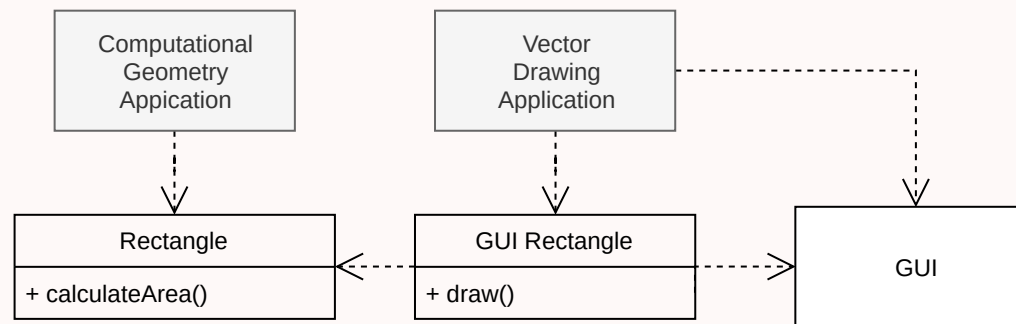 Computational
Geometry
Appication
Vector
Drawing
Application
Rectangle
+ calculateArea()
GUI Rectangle
+ draw()
GUI